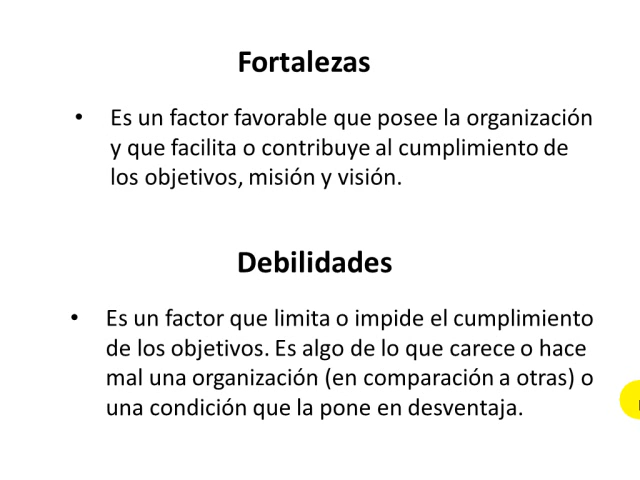 Fortalezas
• Es un factor favorable que posee la organización
y que facilita o contribuye al cumplimiento de
los objetivos, misión y visión.
Debilidades
• Es un factor que limita o impide el cumplimiento
de los objetivos. Es algo de lo que carece o hace
mal una organización (en comparación a otras) o
una condición que la pone en desventaja.